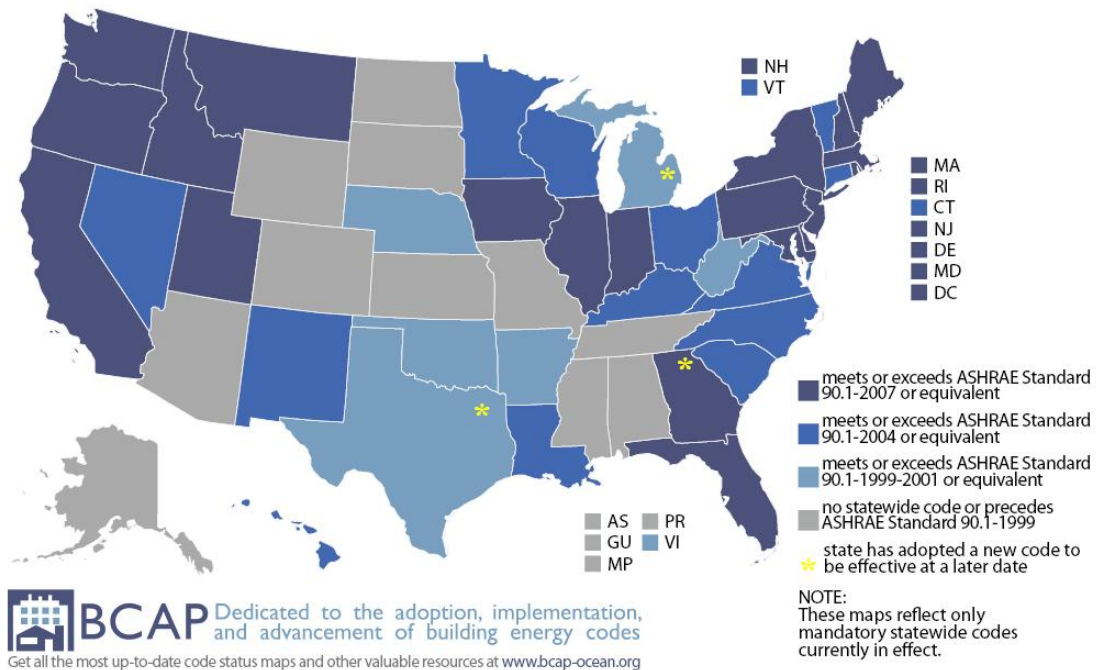 NH
VT
MA
RI
CT
NJ
DE
MD
DC
meets or exceeds ASHRAE Standard
90.1-2007 or equivalent
meets or exceeds ASHRAE Standard
90.1-2004 or equivalent
meets or exceeds ASHRAE Standard
90.1-1999-2001 or equivalent
no statewide code or precedes
ASHRAE Standard 90.1-1999
* state has adopted a new code to
be effective at a later date
AS PR
GU VI
MP
NOTE:
These maps reflect only
mandatory statewide codes
currently in effect.
BCAP Dedicated to the adoption, implementation,
and advancement of building energy codes
Get all the most up-to-date code status maps and other valuable resources at www.bcap-ocean.org